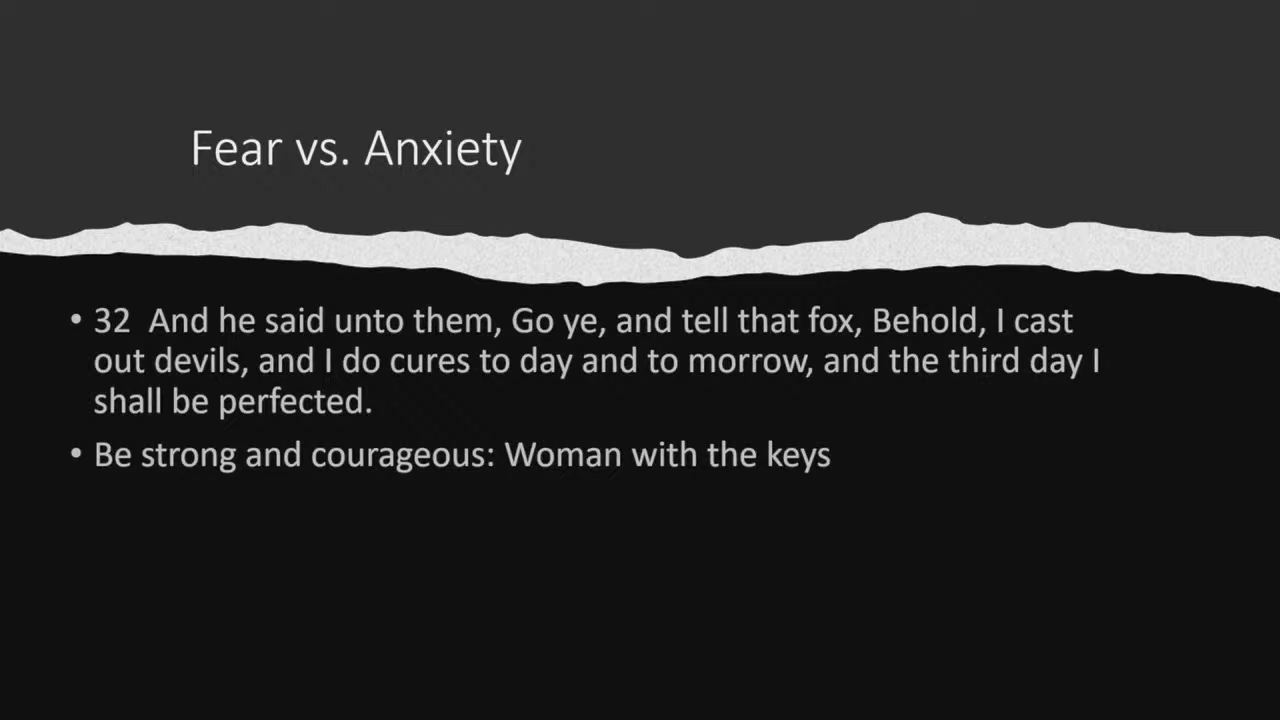 Fear vs. Anxiety
• 32  And he said unto them, Go ye, and tell that fox, Behold, I cast
out devils, and I do cures to day and to morrow, and the third day I
shall be perfected.
• Be strong and courageous: Woman with the keys